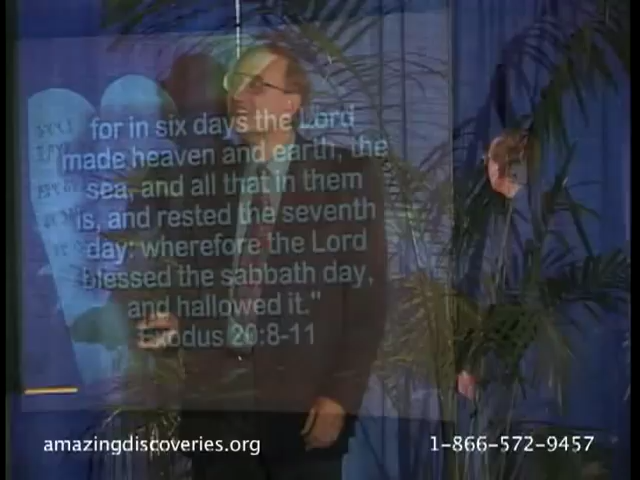 for in six days the Lord
made heaven and earth, the
sea, and all that in them
is, and rested the seventh
day: wherefore the Lord
blessed the sabbath day,
and hallowed it."
Exodus 20:8-11
amazingdiscoveries.org
1-866-572-9457